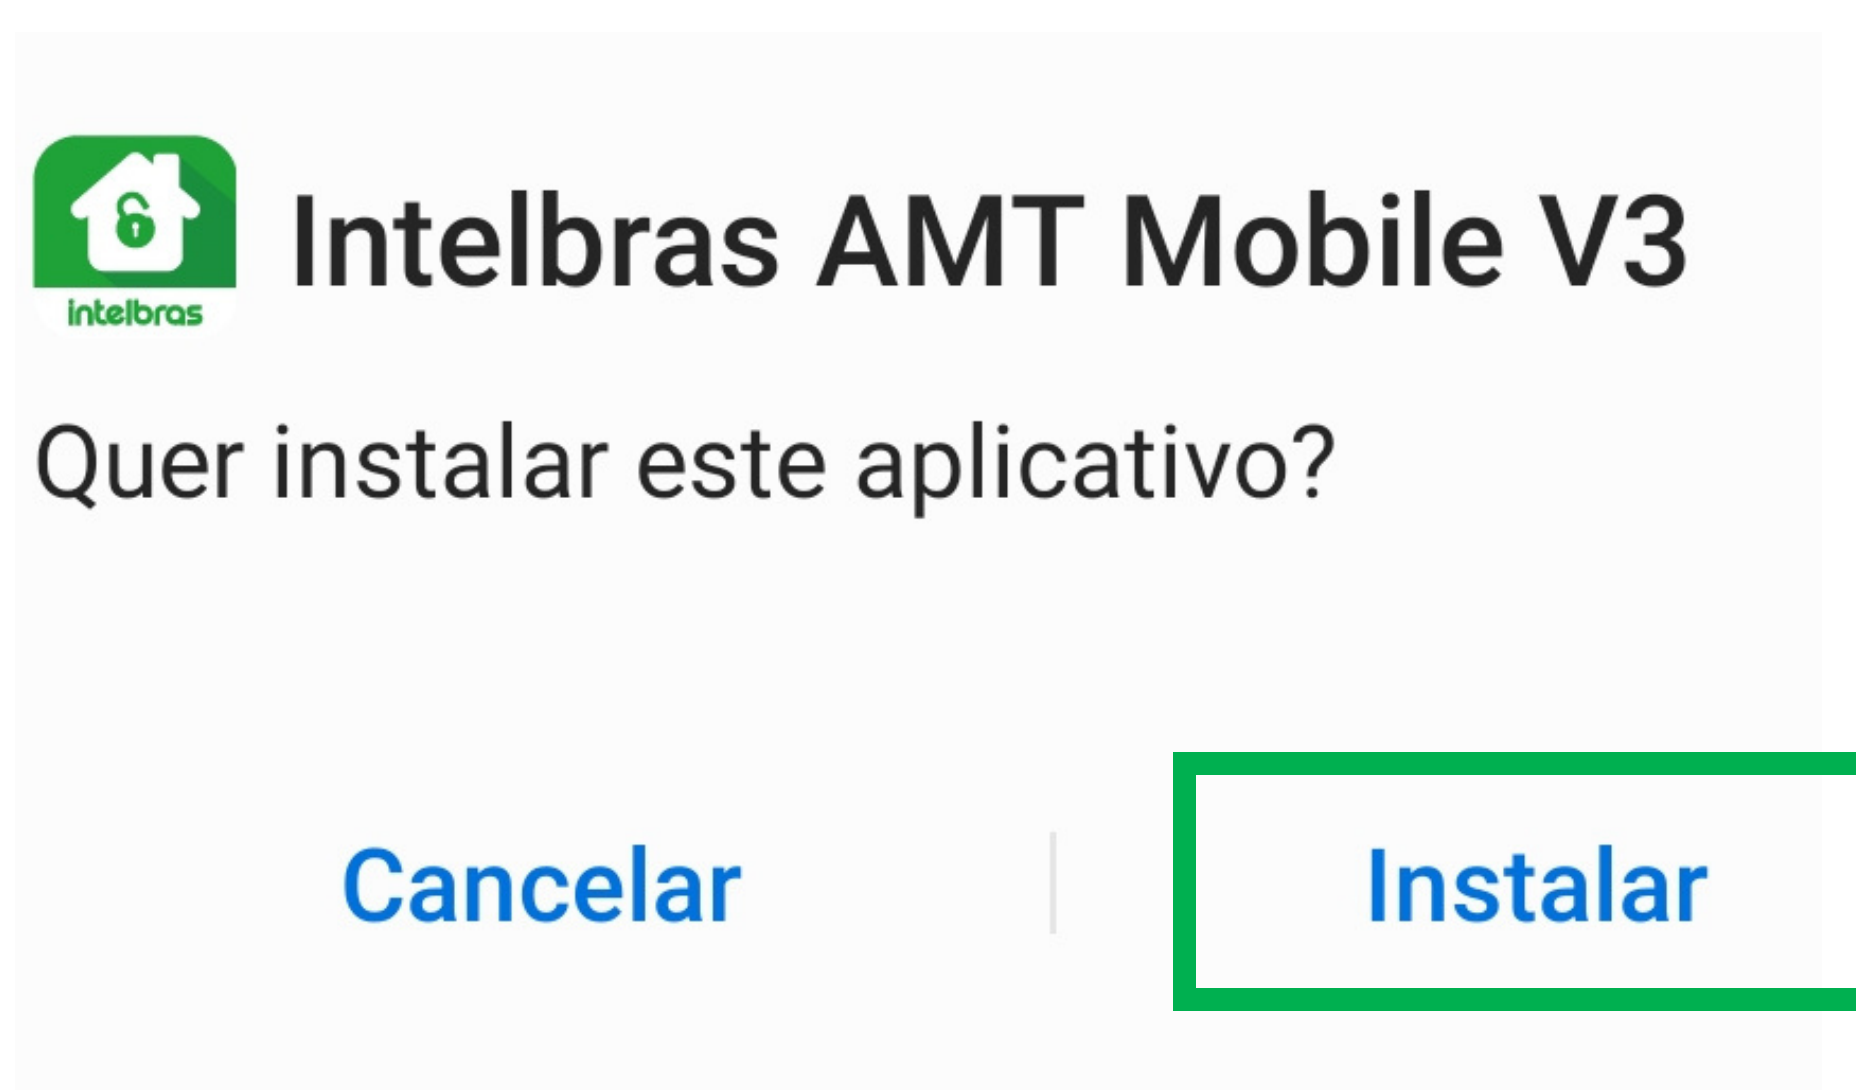 intelbras
Intelbras AMT Mobile V3
Quer instalar este aplicativo?
Cancelar
Instalar